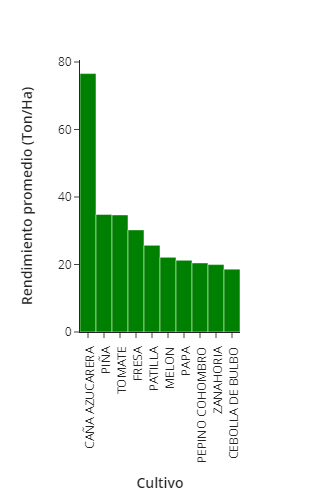 Rendimiento promedio (Ton/Ha)
80
60
40
20
0
CAÑA AZUCARERA
PIÑA
TOMATE
FRESA
PATILLA
MELON
PAPA
PEPINO COHOMBRO
ZANAHORIA
CEBOLLA DE BULBO
Cultivo